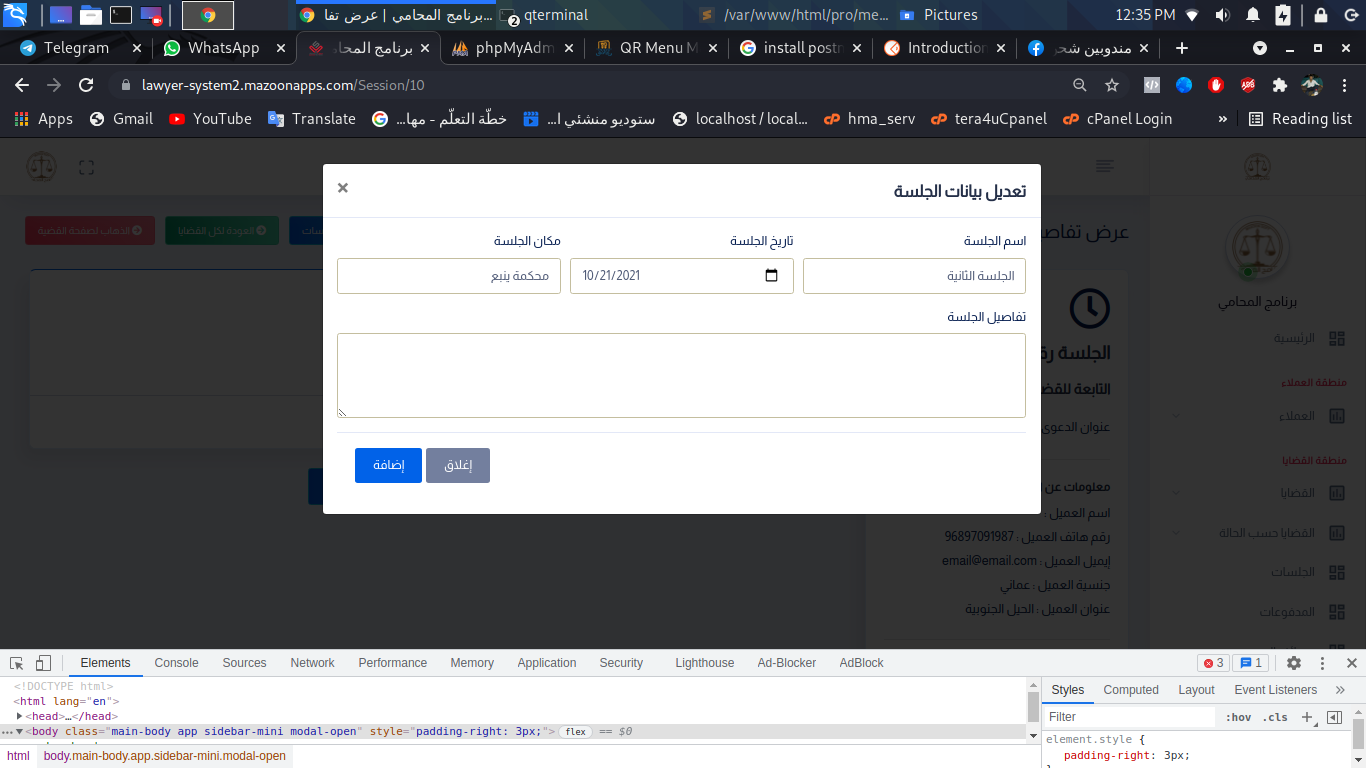 برنامج المحامي | عرض تفا...
2
qterminal
/var/www/html/pro/me...
Pictures
12:35 PM
Telegram
WhatsApp
برنامج المحا
phpMyAdm
QR Menu M
install postm
Introduction
مندوبين شحن
lawyer-system2.mazoonapps.com/Session/10
Apps
Gmail
YouTube
Translate
خطّة التعلّم - مها...
ستوديو منشئي ا...
localhost / local...
hma_serv
tera4uCpanel
cPanel Login
»
Reading list
الذهاب لصفحة القضية
العودة لكل القضايا
عرض تفاص
برنامج المحامي
الرئيسية
منطقة العملاء
العملاء
منطقة القضايا
القضايا
القضايا حسب الحالة
الجلسات
المدفوعات
الجلسة رق
التابعة للقض
عنوان الدعوى
معلومات عن ا
اسم العميل :
رقم هاتف العميل : 96897091987
إيميل العميل : email@email.com
جنسية العميل : عماني
عنوان العميل : الحيل الجنوبية
تعديل بيانات الجلسة
×
اسم الجلسة
تاريخ الجلسة
مكان الجلسة
الجلسة الثانية
10/21/2021
محكمة ينبع
تفاصيل الجلسة
إغلاق
إضافة
Elements
Console
Sources
Network
Performance
Memory
Application
Security
Lighthouse
Ad-Blocker
AdBlock
3
1
<!DOCTYPE html>
<html lang="en">
<head>…</head>
<body class="main-body app sidebar-mini modal-open" style="padding-right: 3px;"> flex == $0
html
body.main-body.app.sidebar-mini.modal-open
Styles
Computed
Layout
Event Listeners
»
Filter
:hov
.cls
element.style {
padding-right: 3px;